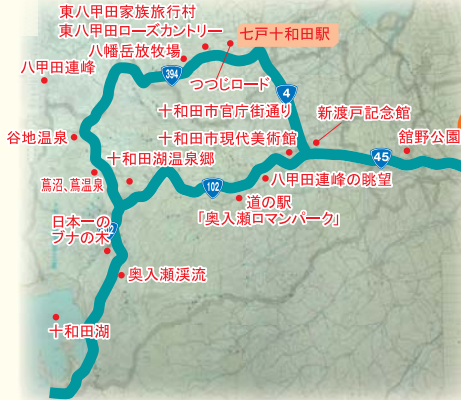 東八甲田家族旅行村
東八甲田ローズカントリー
七戸十和田駅
八幡岳放牧場
八甲田連峰
394
つつじロード
4
十和田市官庁街通り
新渡戸記念館
谷地温泉
十和田市現代美術館
舘野公園
45
十和田湖温泉郷
蔦沼、蔦温泉
102
八甲田連峰の眺望
道の駅
「奥入瀬ロマンパーク」
日本一の
ブナの木
奥入瀬渓流
十和田湖